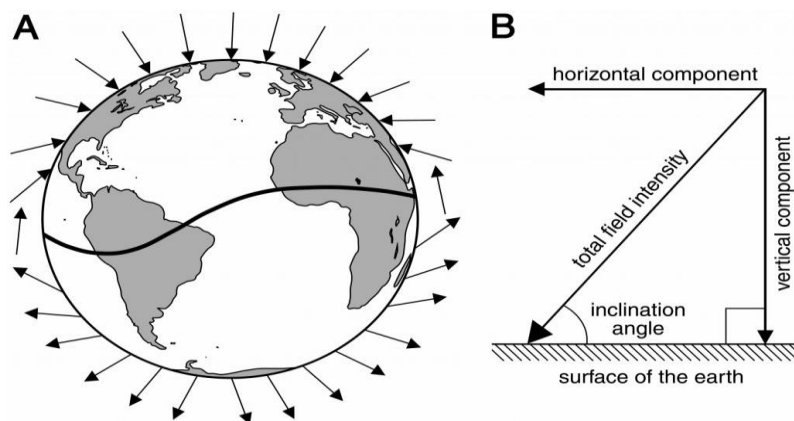 A
B
horizontal component
total field intensity
vertical component
inclination
angle
surface of the earth